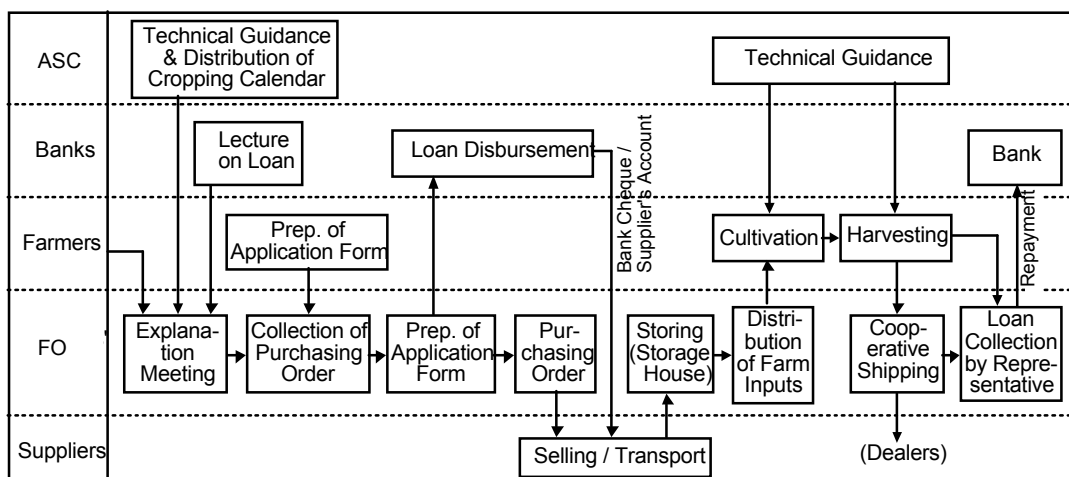 ASC
Technical Guidance
& Distribution of
Cropping Calendar
Technical Guidance
Banks
Lecture
on Loan
Loan Disbursement
Bank Cheque /
Supplier's Account
Bank
Farmers
Prep. of
Application Form
Cultivation
Harvesting
Repayment
FO
Explana-
tion
Meeting
Collection of
Purchasing
Order
Prep. of
Application
Form
Pur-
chasing
Order
Storing
(Storage
House)
Distri-
bution
of Farm
Inputs
Coop-
erative
Shipping
Loan
Collection
by Repre-
sentative
Suppliers
Selling / Transport
(Dealers)